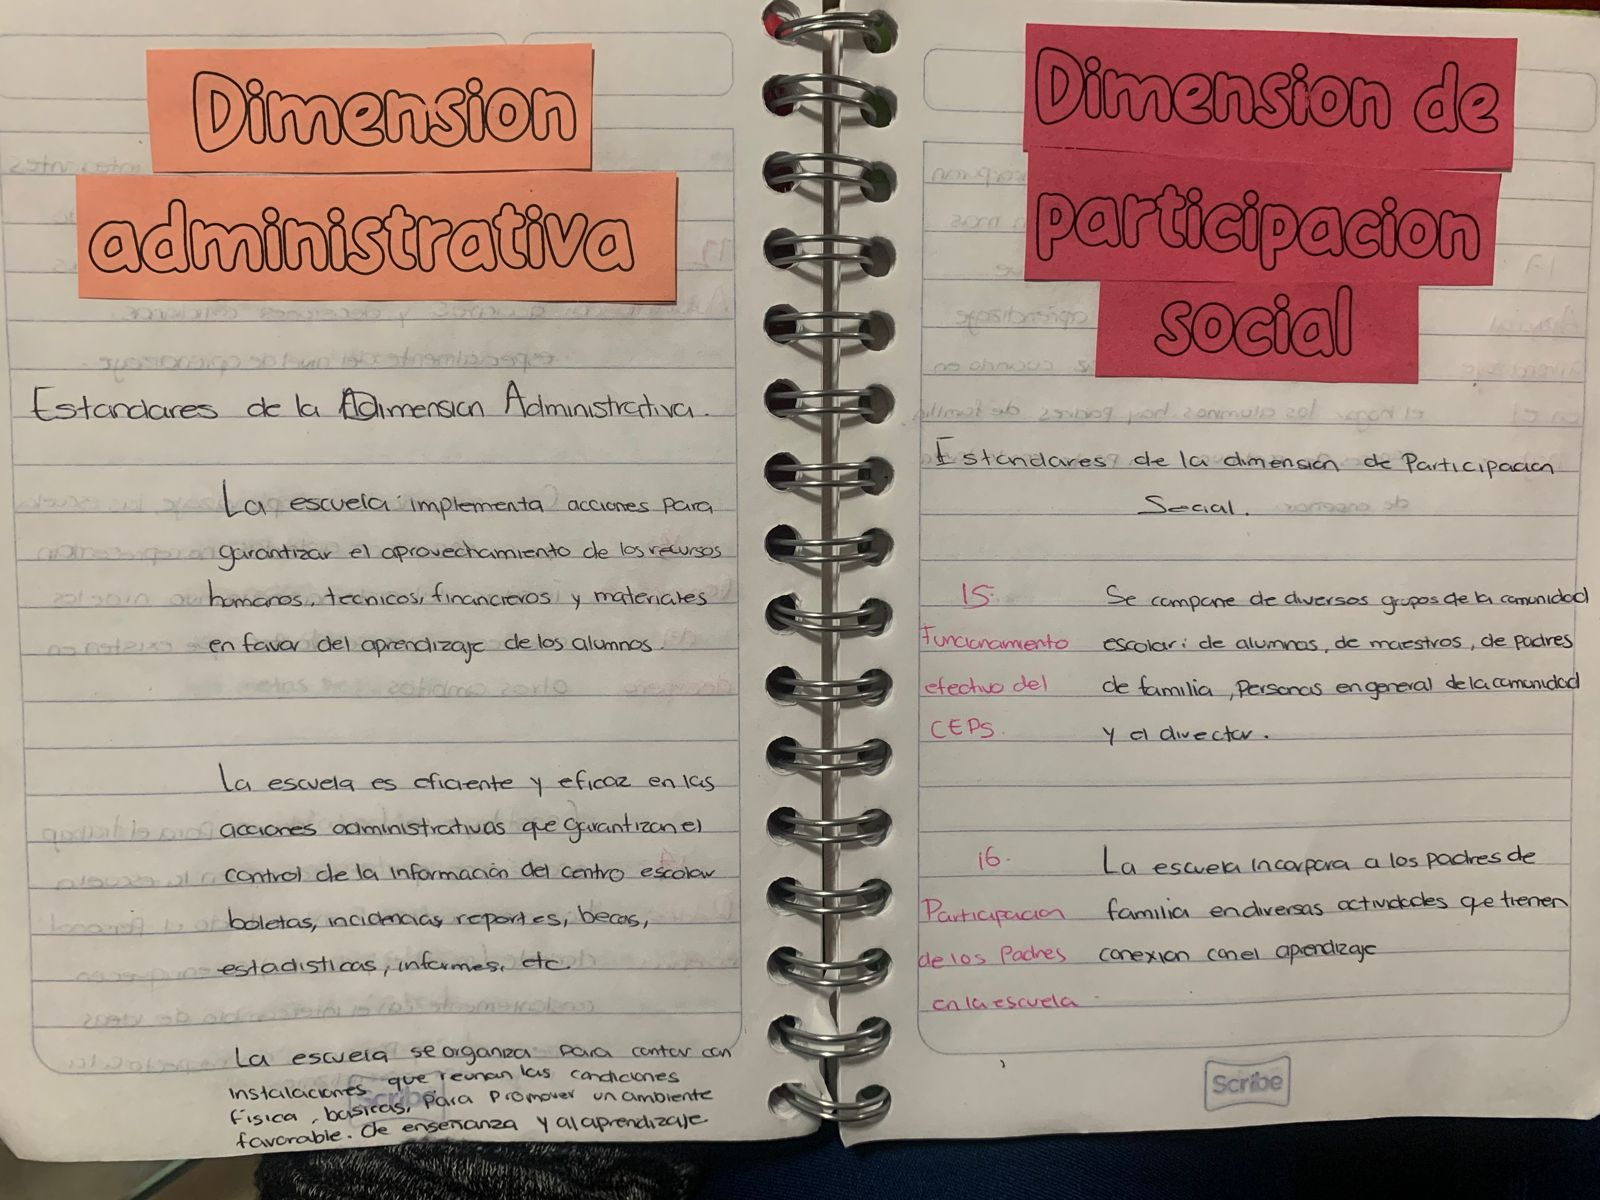 Dimension
administrativa
Estandares de la Dimension Administrativa.
La escuela implementa acciones para
garantizar el aprovechamiento de los recursos
humanos, tecnicos, financieros y materiales
en favor del aprendizaje de los alumnos.
La escuela es eficiente y eficaz en las
acciones administrativas que garantizan el
control de la información del centro escolar
boletas, incidencias, reportes, becas,
estadisticas, informes, etc.
La escuela se organiza para contar con
instalaciones que reunan las condiciones
fisica, basicas, para promover un ambiente
favorable. de enseñanza y al aprendizaje
Scribe
Dimension de
participacion
social
Estandares de la dimension de Participacion
Social.
15.
Funcionamiento
efectivo del
CEPS.
Se compone de diversos grupos de la comunidad
escolar: de alumnos, de maestros, de padres
de familia, personas en general de la comunidad
y el director.
16.
Participacion
de los Padres
en la escuela
La escuela incorpora a los padres de
familia en diversas actividades que tienen
conexion con el aprendizaje
Scribe